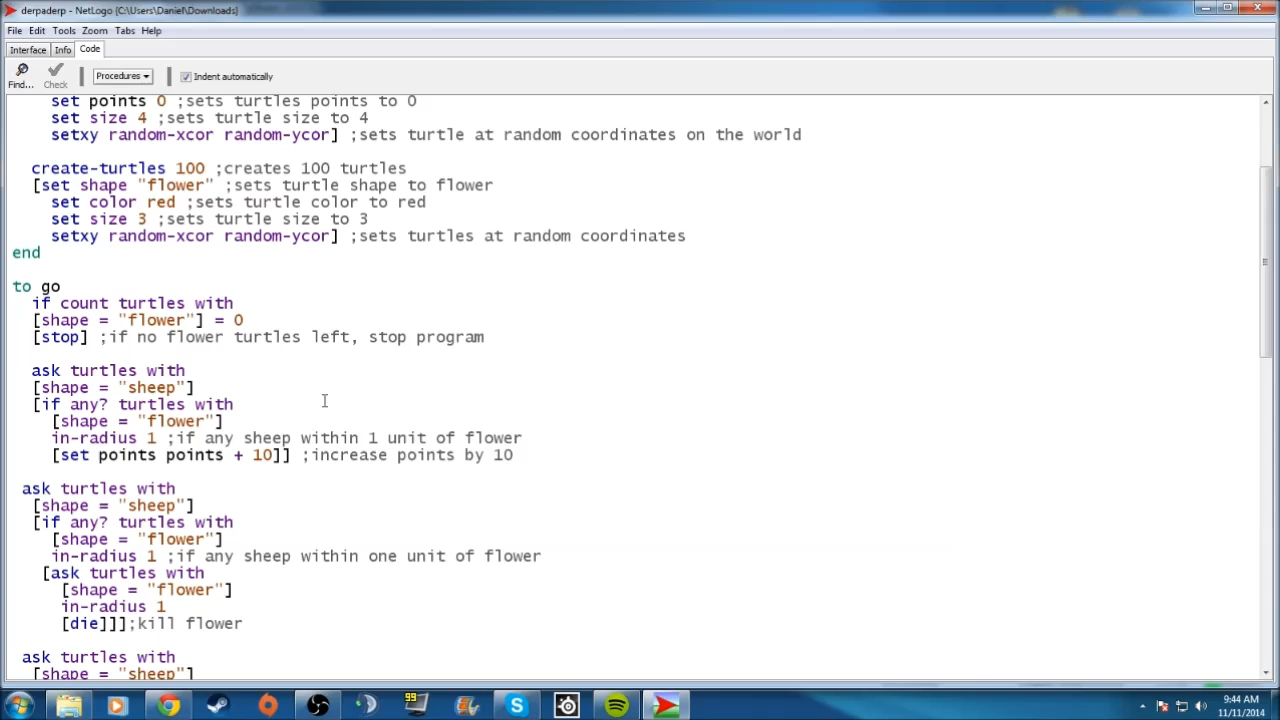 derpaderp - NetLogo {C:\Users\Daniel\Downloads}
File Edit Tools Zoom Tabs Help
Interface Info Code
Find... Check Procedures Indent automatically
set points 0 ;sets turtles points to 0
set size 4 ;sets turtle size to 4
setxy random-xcor random-ycor] ;sets turtle at random coordinates on the world
create-turtles 100 ;creates 100 turtles
[set shape "flower" ;sets turtle shape to flower
set color red ;sets turtle color to red
set size 3 ;sets turtle size to 3
setxy random-xcor random-ycor] ;sets turtles at random coordinates
end
to go
if count turtles with
[shape = "flower"] = 0
[stop] ;if no flower turtles left, stop program
ask turtles with
[shape = "sheep"]
[if any? turtles with
[shape = "flower"]
in-radius 1 ;if any sheep within 1 unit of flower
[set points points + 10]] ;increase points by 10
ask turtles with
[shape = "sheep"]
[if any? turtles with
[shape = "flower"]
in-radius 1 ;if any sheep within one unit of flower
[ask turtles with
[shape = "flower"]
in-radius 1
[die]]];kill flower
ask turtles with
[shape = "sheep"]
99
9:44 AM
11/11/2014